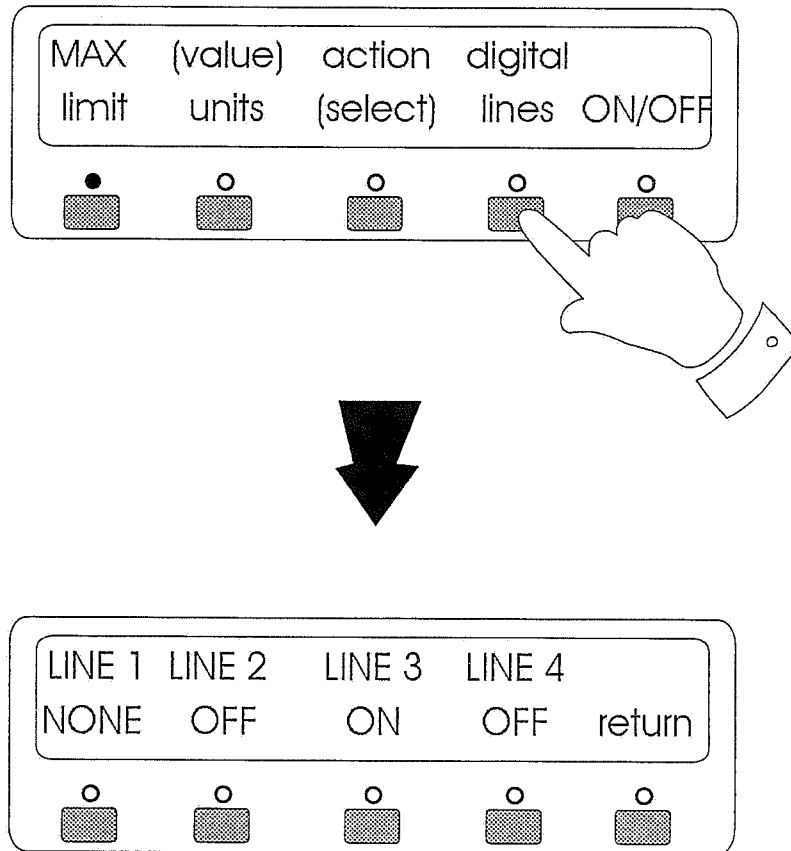 MAX (value) action digital
limit units (select) lines ON/OFF
LINE 1 LINE 2 LINE 3 LINE 4
NONE OFF ON OFF return